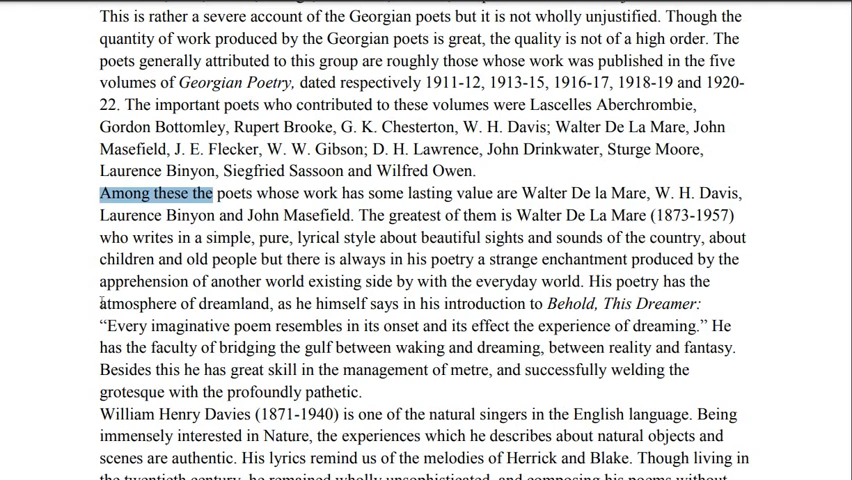 This is rather a severe account of the Georgian poets but it is not wholly unjustified. Though the
quantity of work produced by the Georgian poets is great, the quality is not of a high order. The
poets generally attributed to this group are roughly those whose work was published in the five
volumes of Georgian Poetry, dated respectively 1911-12, 1913-15, 1916-17, 1918-19 and 1920-
22. The important poets who contributed to these volumes were Lascelles Aberchrombie,
Gordon Bottomley, Rupert Brooke, G. K. Chesterton, W. H. Davis; Walter De La Mare, John
Masefield, J. E. Flecker, W. W. Gibson; D. H. Lawrence, John Drinkwater, Sturge Moore,
Laurence Binyon, Siegfried Sassoon and Wilfred Owen.
Among these the poets whose work has some lasting value are Walter De la Mare, W. H. Davis,
Laurence Binyon and John Masefield. The greatest of them is Walter De La Mare (1873-1957)
who writes in a simple, pure, lyrical style about beautiful sights and sounds of the country, about
children and old people but there is always in his poetry a strange enchantment produced by the
apprehension of another world existing side by with the everyday world. His poetry has the
atmosphere of dreamland, as he himself says in his introduction to Behold, This Dreamer:
“Every imaginative poem resembles in its onset and its effect the experience of dreaming.” He
has the faculty of bridging the gulf between waking and dreaming, between reality and fantasy.
Besides this he has great skill in the management of metre, and successfully welding the
grotesque with the profoundly pathetic.
William Henry Davies (1871-1940) is one of the natural singers in the English language. Being
immensely interested in Nature, the experiences which he describes about natural objects and
scenes are authentic. His lyrics remind us of the melodies of Herrick and Blake. Though living in
the twentieth century, he remained wholly unsophisticated, and composing his poems without